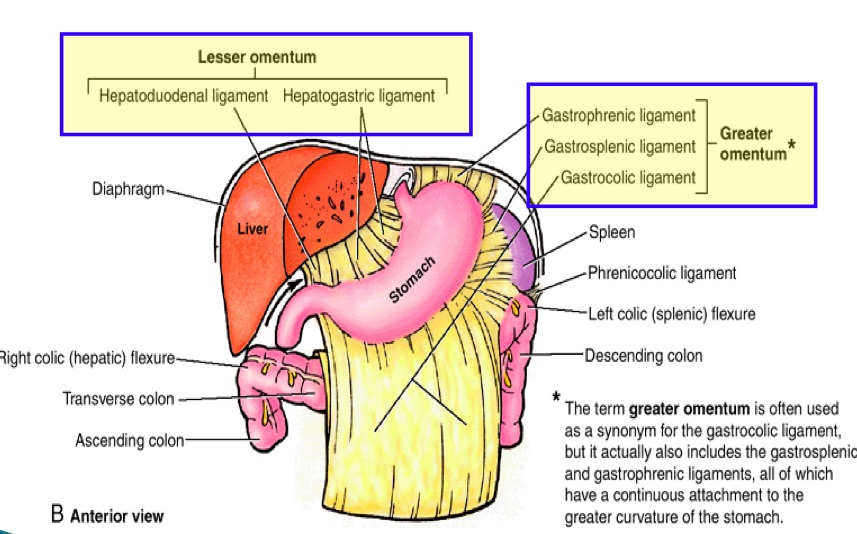 Lesser omentum
Hepatoduodenal ligament Hepatogastric ligament
Gastrophrenic ligament
Gastrosplenic ligament
Gastrocolic ligament
Greater
omentum*
Diaphragm
Liver
Stomach
Spleen
Phrenicocolic ligament
Left colic (splenic) flexure
Descending colon
Right colic (hepatic) flexure
Transverse colon
Ascending colon
* The term greater omentum is often used
as a synonym for the gastrocolic ligament,
but it actually also includes the gastrosplenic
and gastrophrenic ligaments, all of which
have a continuous attachment to the
greater curvature of the stomach.
B Anterior view